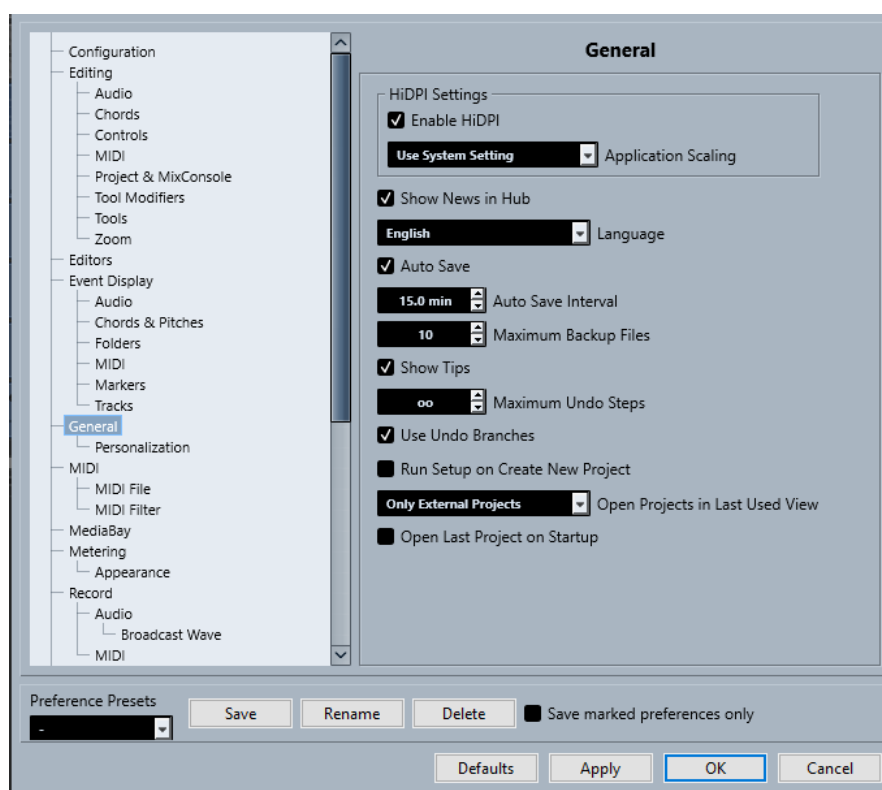 Configuration
Editing
Audio
Chords
Controls
MIDI
Project & MixConsole
Tool Modifiers
Tools
Zoom
Editors
Event Display
Audio
Chords & Pitches
Folders
MIDI
Markers
Tracks
General
Personalization
MIDI
MIDI File
MIDI Filter
MediaBay
Metering
Appearance
Record
Audio
Broadcast Wave
MIDI
General
HiDPI Settings
Enable HiDPI
Use System Setting Application Scaling
Show News in Hub
English Language
Auto Save
15.0 min Auto Save Interval
10 Maximum Backup Files
Show Tips
oo Maximum Undo Steps
Use Undo Branches
Run Setup on Create New Project
Only External Projects Open Projects in Last Used View
Open Last Project on Startup
Preference Presets
- Save Rename Delete Save marked preferences only
Defaults Apply OK Cancel